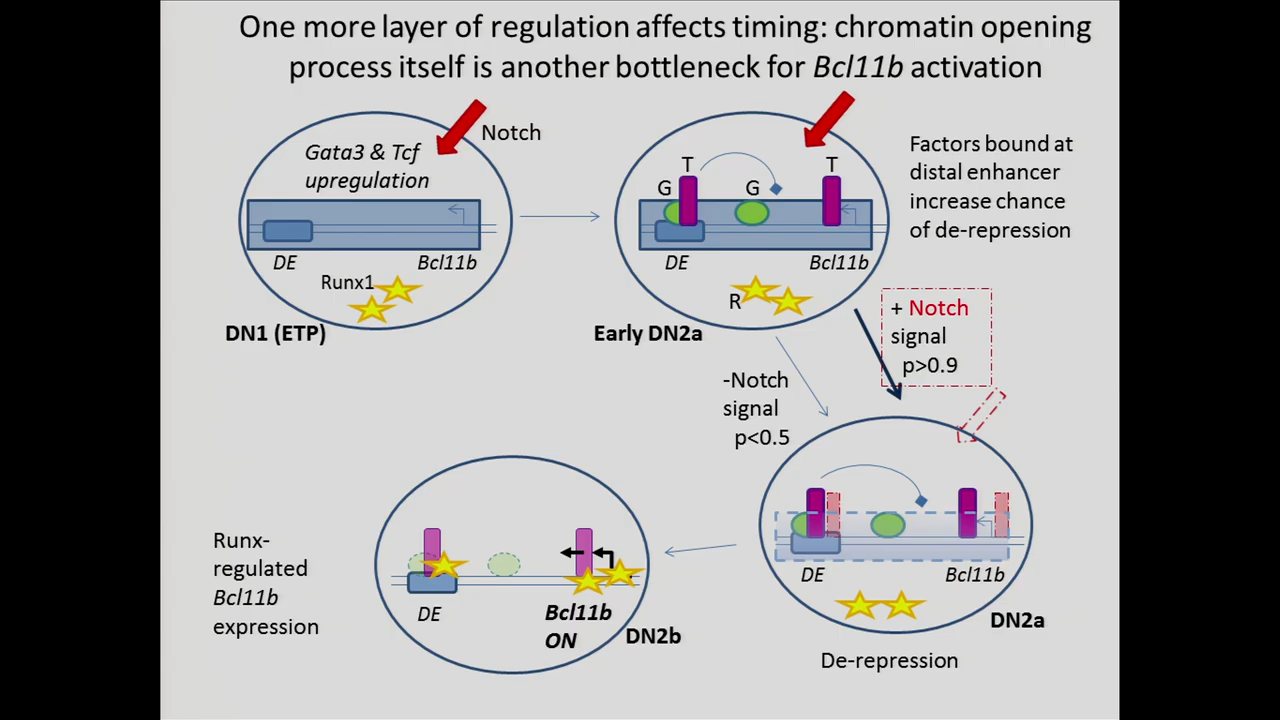 One more layer of regulation affects timing: chromatin opening
process itself is another bottleneck for Bcl11b activation
Notch
Gata3 & Tcf
upregulation
DE
Bcl11b
Runx1
DN1 (ETP)
T
T
G
G
DE
Bcl11b
R
Early DN2a
Factors bound at
distal enhancer
increase chance
of de-repression
+ Notch
signal
p>0.9
-Notch
signal
p<0.5
DE
Bcl11b
DN2a
De-repression
Runx-
regulated
Bcl11b
expression
DE
Bcl11b
ON
DN2b